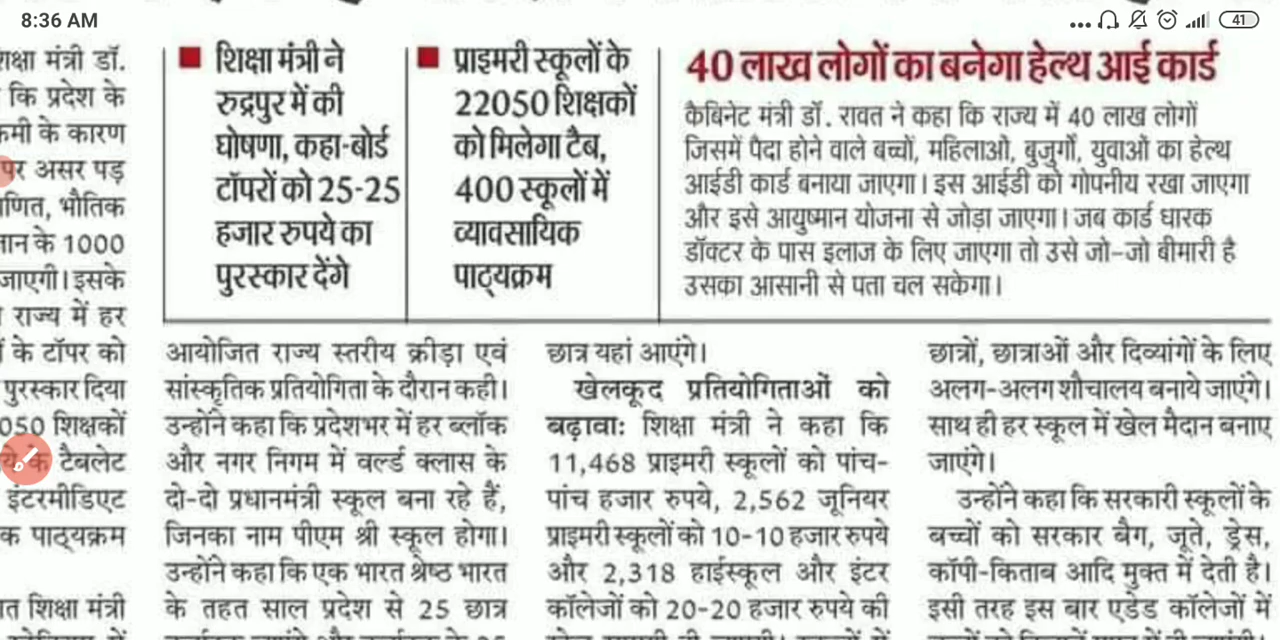 8:36 AM
41
शिक्षा मंत्री ने
रुद्रपुर में की
घोषणा, कहा-बोर्ड
टॉपरों को 25-25
हजार रुपये का
पुरस्कार देंगे
प्राइमरी स्कूलों के
22050 शिक्षकों
को मिलेगा टैब,
400 स्कूलों में
व्यावसायिक
पाठ्यक्रम
40 लाख लोगों का बनेगा हेल्थ आई कार्ड
कैबिनेट मंत्री डॉ. रावत ने कहा कि राज्य में 40 लाख लोगों
जिसमें पैदा होने वाले बच्चों, महिलाओं, बुजुर्गों, युवाओं का हेल्थ
आईडी कार्ड बनाया जाएगा। इस आईडी को गोपनीय रखा जाएगा
और इसे आयुष्मान योजना से जोड़ा जाएगा। जब कार्ड धारक
डॉक्टर के पास इलाज के लिए जाएगा तो उसे जो-जो बीमारी है
उसका आसानी से पता चल सकेगा।
मंत्री डॉ.
कि प्रदेश के
के कारण
पर असर पड़
भौतिक
के 1000
जाएगी। इसके
राज्य में हर
के टॉपर को
पुरस्कार दिया
शिक्षकों
के टैबलेट
इंटरमीडिएट
पाठ्यक्रम
शिक्षा मंत्री
आयोजित राज्य स्तरीय क्रीड़ा एवं
सांस्कृतिक प्रतियोगिता के दौरान कही।
उन्होंने कहा कि प्रदेशभर में हर ब्लॉक
और नगर निगम में वर्ल्ड क्लास के
दो-दो प्रधानमंत्री स्कूल बना रहे हैं,
जिनका नाम पीएम श्री स्कूल होगा।
उन्होंने कहा कि एक भारत श्रेष्ठ भारत
के तहत साल प्रदेश से 25 छात्र
छात्र यहां आएंगे।
खेलकूद प्रतियोगिताओं को
बढ़ावा: शिक्षा मंत्री ने कहा कि
11,468 प्राइमरी स्कूलों को पांच-
पांच हजार रुपये, 2,562 जूनियर
प्राइमरी स्कूलों को 10-10 हजार रुपये
और 2,318 हाईस्कूल और इंटर
कॉलेजों को 20-20 हजार रुपये की
छात्रों, छात्राओं और दिव्यांगों के लिए
अलग-अलग शौचालय बनाये जाएंगे।
साथ ही हर स्कूल में खेल मैदान बनाए
जाएंगे।
उन्होंने कहा कि सरकारी स्कूलों के
बच्चों को सरकार बैग, जूते, ड्रेस,
कॉपी-किताब आदि मुक्त में देती है।
इसी तरह इस बार एडेड कॉलेजों में